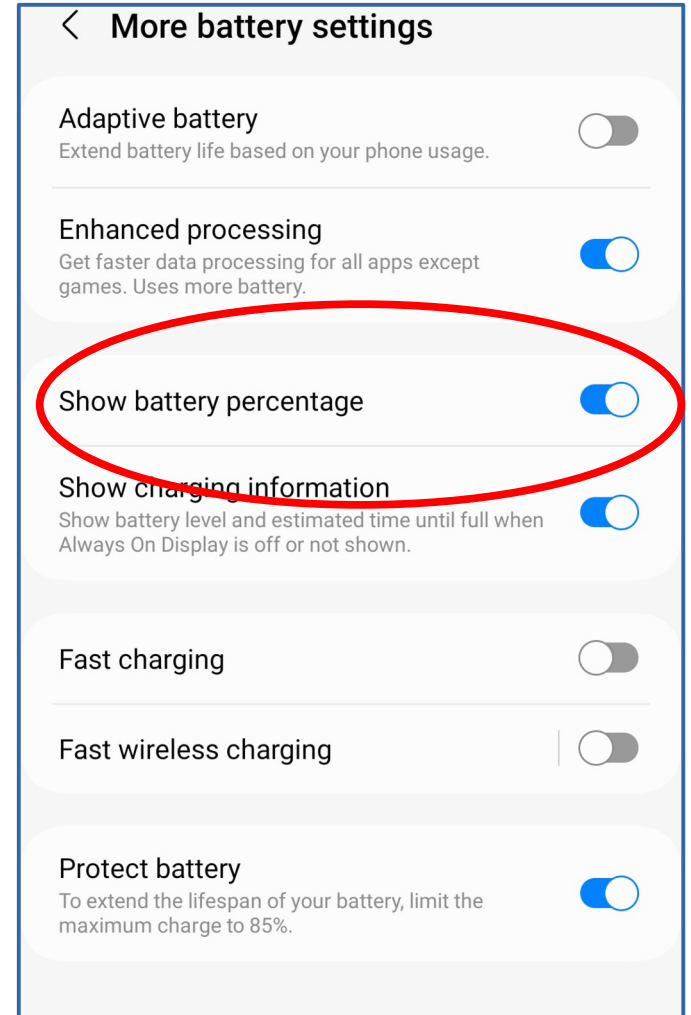 More battery settings
Adaptive battery
Extend battery life based on your phone usage.
Enhanced processing
Get faster data processing for all apps except
games. Uses more battery.
Show battery percentage
Show charging information
Show battery level and estimated time until full when
Always On Display is off or not shown.
Fast charging
Fast wireless charging
Protect battery
To extend the lifespan of your battery, limit the
maximum charge to 85%.